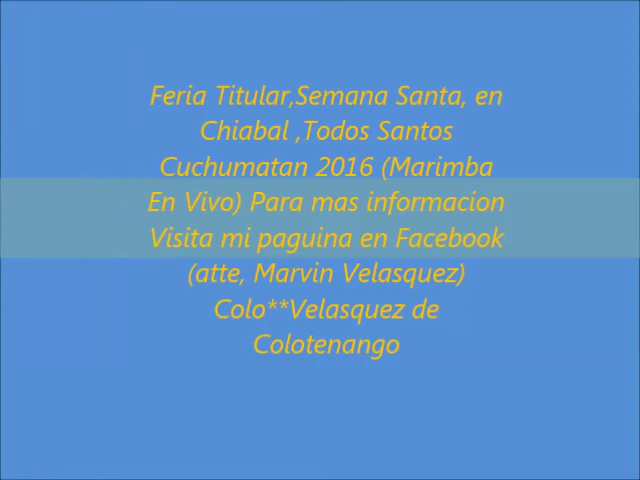 Feria Titular,Semana Santa, en
Chiabal ,Todos Santos
Cuchumatan 2016 (Marimba
En Vivo) Para mas informacion
Visita mi paguina en Facebook
(atte, Marvin Velasquez)
Colo**Velasquez de
Colotenango